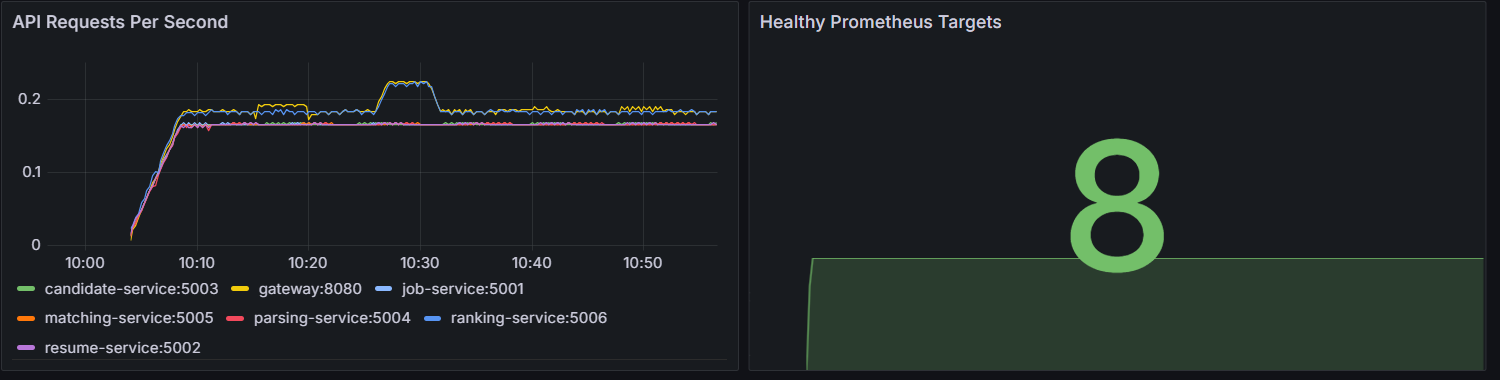 API Requests Per Second
0.2
0.1
0
10:00 10:10 10:20 10:30 10:40 10:50
candidate-service:5003 gateway:8080 job-service:5001
matching-service:5005 parsing-service:5004 ranking-service:5006
resume-service:5002
Healthy Prometheus Targets
8